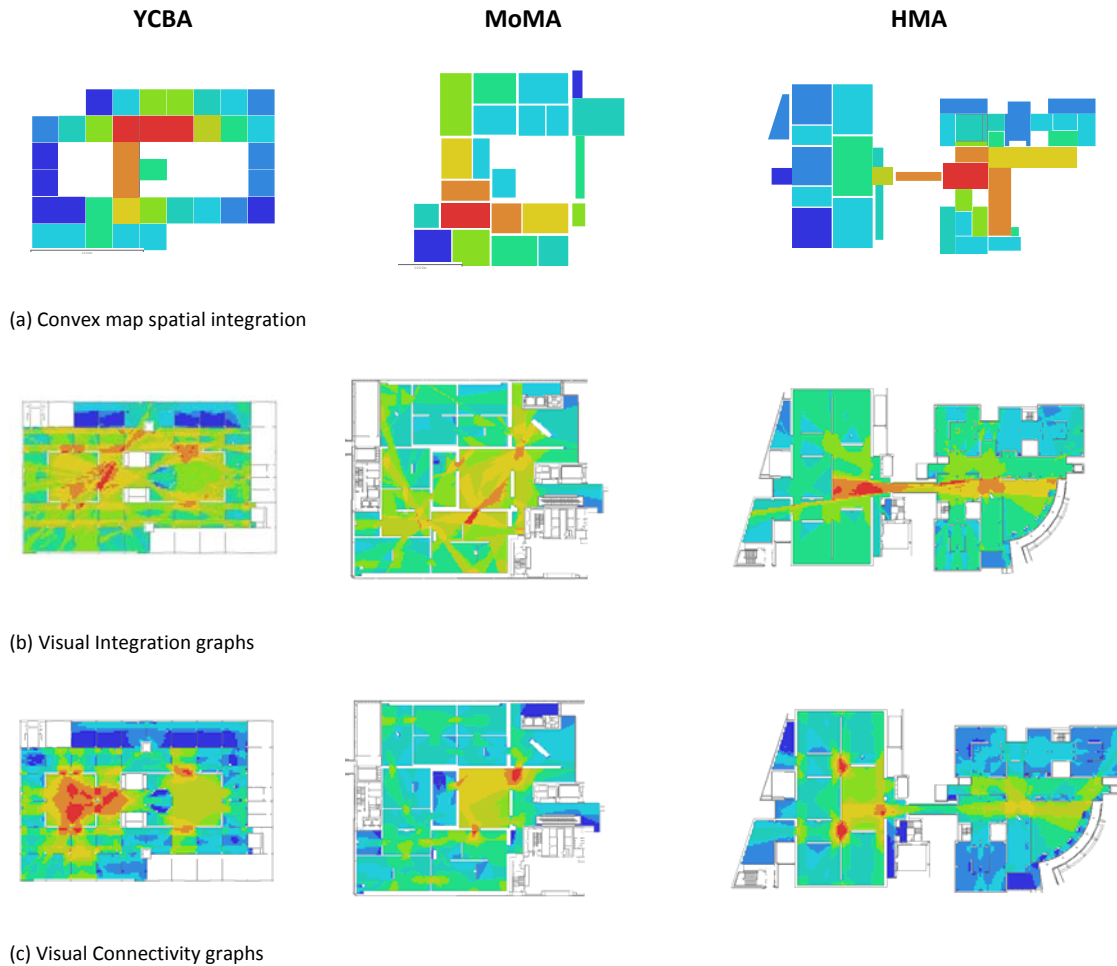 YCBA
MoMA
HMA
(a) Convex map spatial integration
(b) Visual Integration graphs
(c) Visual Connectivity graphs